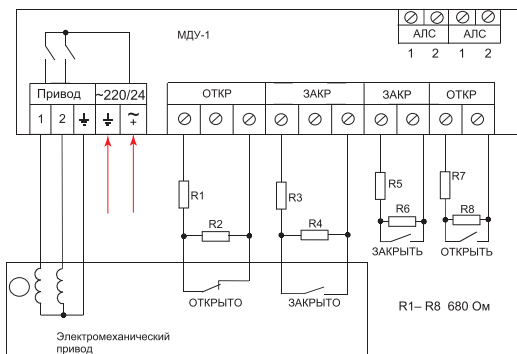 МДУ-1
АЛС АЛС
1 2 1 2
Привод ~220/24 ОТКР ЗАКР ЗАКР ОТКР
1 2 ~
+
R1 R3 R5 R7
R2 R4 R6 R8
ЗАКРЫТЬ ОТКРЫТЬ
ОТКРЫТО ЗАКРЫТО
R1– R8 680 Ом
Электромеханический
привод